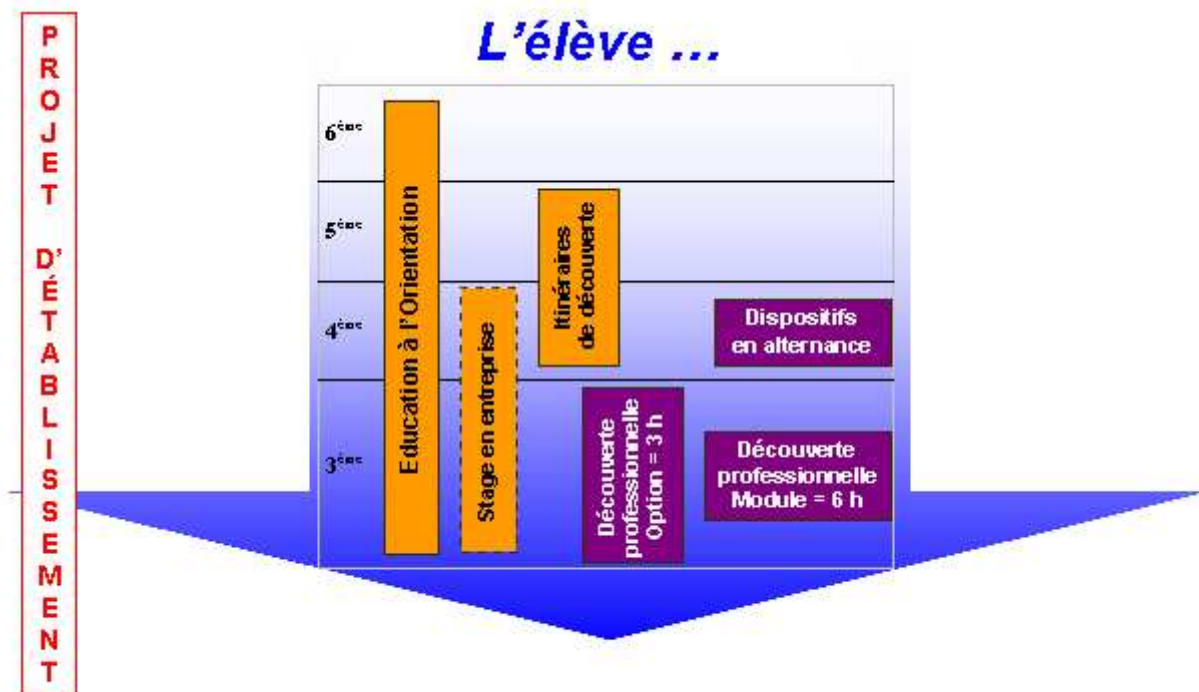 PROJET D'ÉTABLISSEMENT
L'élève ...
6ème
5ème
4ème
3ème
Education à l'Orientation
Stage en entreprise
Itinéraires
de découverte
Dispositifs
en alternance
Découverte
professionnelle
Option = 3 h
Découverte
professionnelle
Module = 6 h